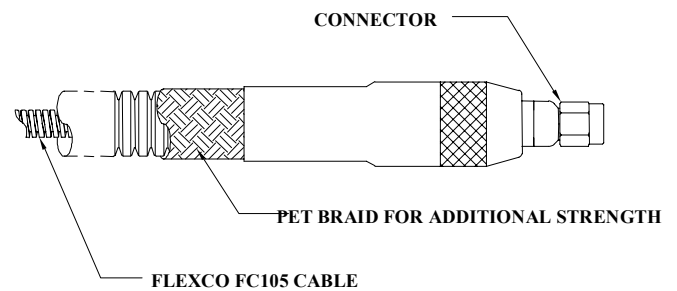 CONNECTOR
PET BRAID FOR ADDITIONAL STRENGTH
FLEXCO FC105 CABLE